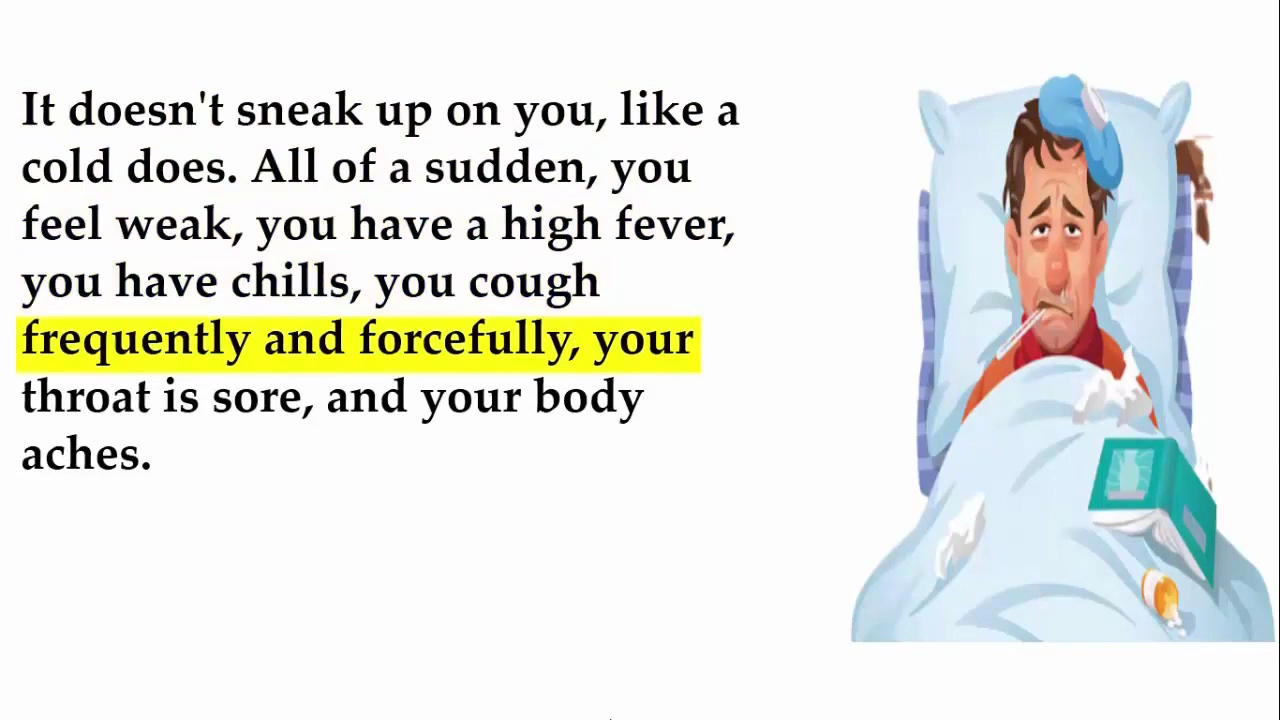 It doesn't sneak up on you, like a
cold does. All of a sudden, you
feel weak, you have a high fever,
you have chills, you cough
frequently and forcefully, your
throat is sore, and your body
aches.